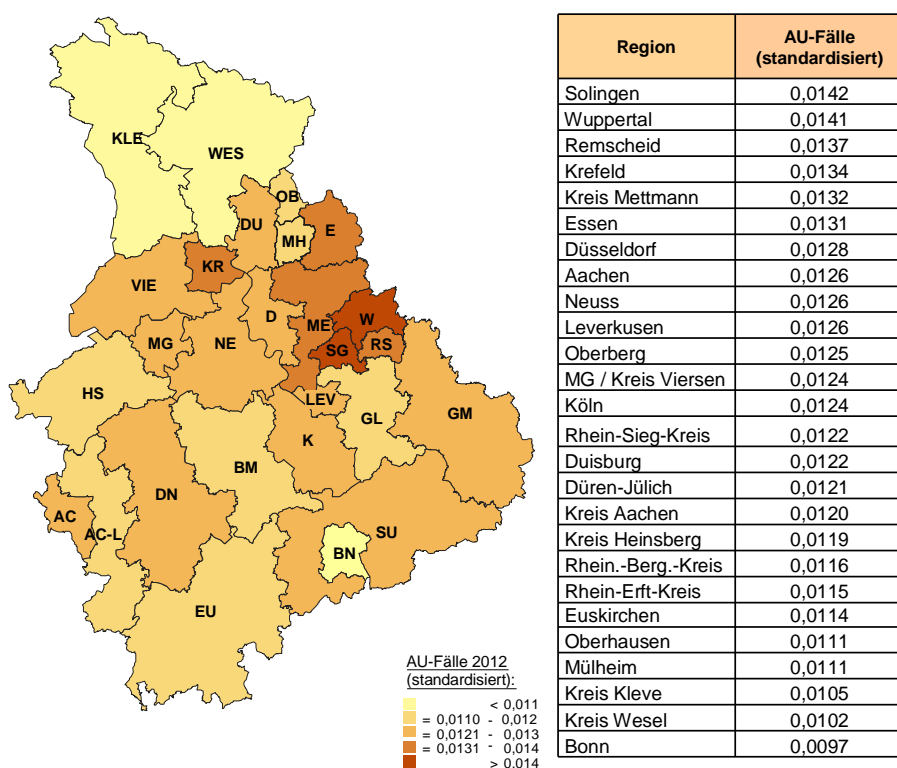 KLE
WES
OB
DU
MH
E
KR
VIE
D
ME
W
MG
NE
SG
RS
HS
LEV
GL
GM
K
BM
DN
AC
AC-L
SU
BN
EU
AU-Fälle 2012
(standardisiert):
< 0,011
= 0,0110 - 0,012
= 0,0121 - 0,013
= 0,0131 - 0,014
> 0,014
Region AU-Fälle (standardisiert)
Solingen 0,0142
Wuppertal 0,0141
Remscheid 0,0137
Krefeld 0,0134
Kreis Mettmann 0,0132
Essen 0,0131
Düsseldorf 0,0128
Aachen 0,0126
Neuss 0,0126
Leverkusen 0,0126
Oberberg 0,0125
MG / Kreis Viersen 0,0124
Köln 0,0124
Rhein-Sieg-Kreis 0,0122
Duisburg 0,0122
Düren-Jülich 0,0121
Kreis Aachen 0,0120
Kreis Heinsberg 0,0119
Rhein.-Berg.-Kreis 0,0116
Rhein-Erft-Kreis 0,0115
Euskirchen 0,0114
Oberhausen 0,0111
Mülheim 0,0111
Kreis Kleve 0,0105
Kreis Wesel 0,0102
Bonn 0,0097